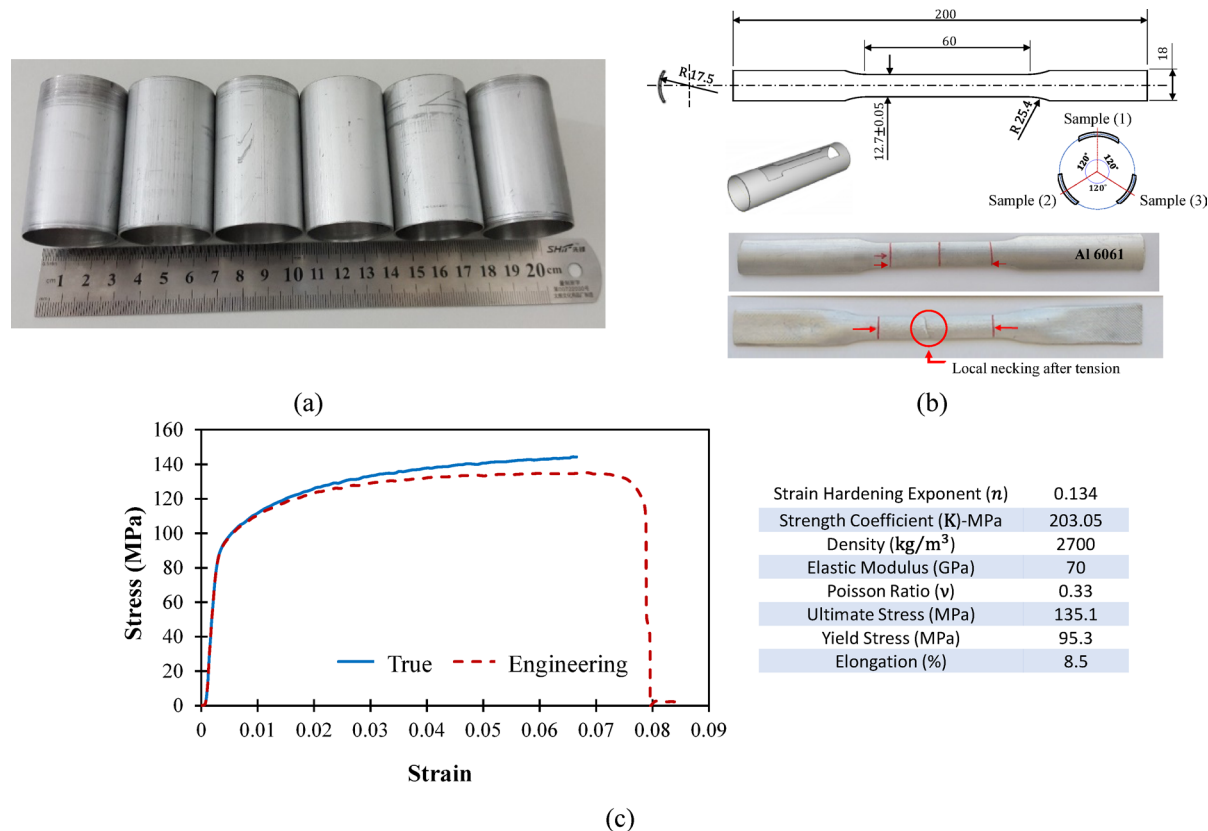 cm 1 2 3 4 5 6 7 8 9 10 11 12 13 14 15 16 17 18 19 20 cm
(a)
200
60
18
R 17.5
12.7±0.05
R 25.4
Sample (1)
120°
120°
120°
Sample (2)
Sample (3)
Al 6061
Local necking after tension
(b)
Stress (MPa)
160
140
120
100
80
60
40
20
0
0 0.01 0.02 0.03 0.04 0.05 0.06 0.07 0.08 0.09
True
Engineering
Strain
Strain Hardening Exponent (n) 0.134
Strength Coefficient (K)-MPa 203.05
Density (kg/m³) 2700
Elastic Modulus (GPa) 70
Poisson Ratio (ν) 0.33
Ultimate Stress (MPa) 135.1
Yield Stress (MPa) 95.3
Elongation (%) 8.5
(c)